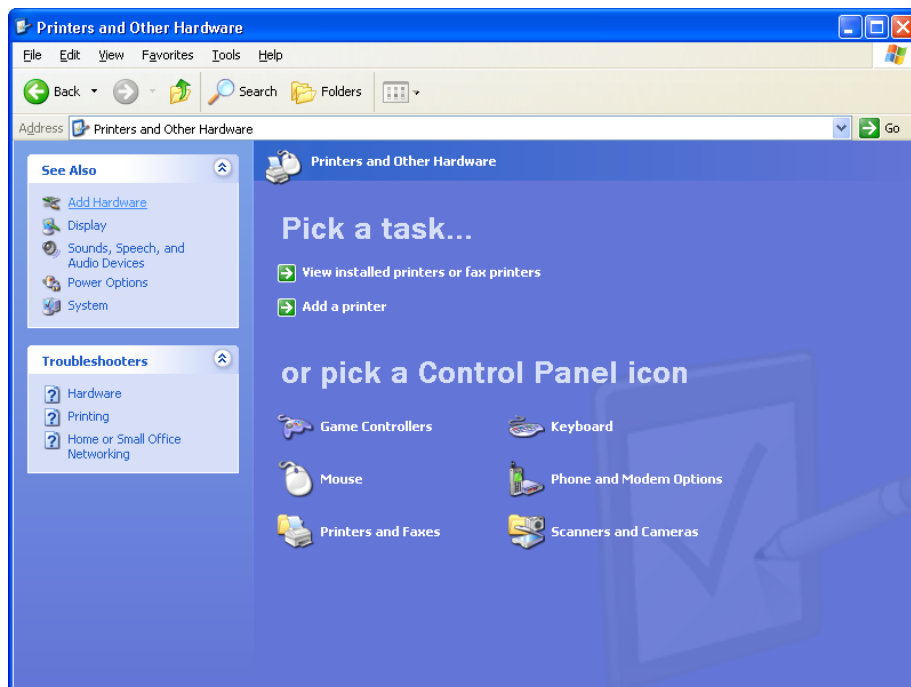 Printers and Other Hardware
File Edit View Favorites Tools Help
Back Search Folders
Address Printers and Other Hardware Go
See Also
Add Hardware
Display
Sounds, Speech, and
Audio Devices
Power Options
System
Troubleshooters
Hardware
Printing
Home or Small Office
Networking
Printers and Other Hardware
Pick a task...
View installed printers or fax printers
Add a printer
or pick a Control Panel icon
Game Controllers Keyboard
Mouse Phone and Modem Options
Printers and Faxes Scanners and Cameras